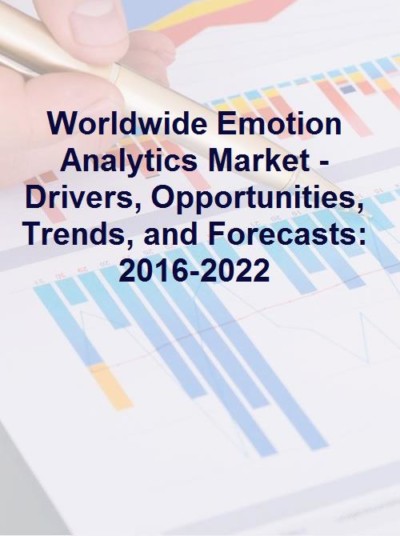 Worldwide Emotion
Analytics Market -
Drivers, Opportunities,
Trends, and Forecasts:
2016-2022